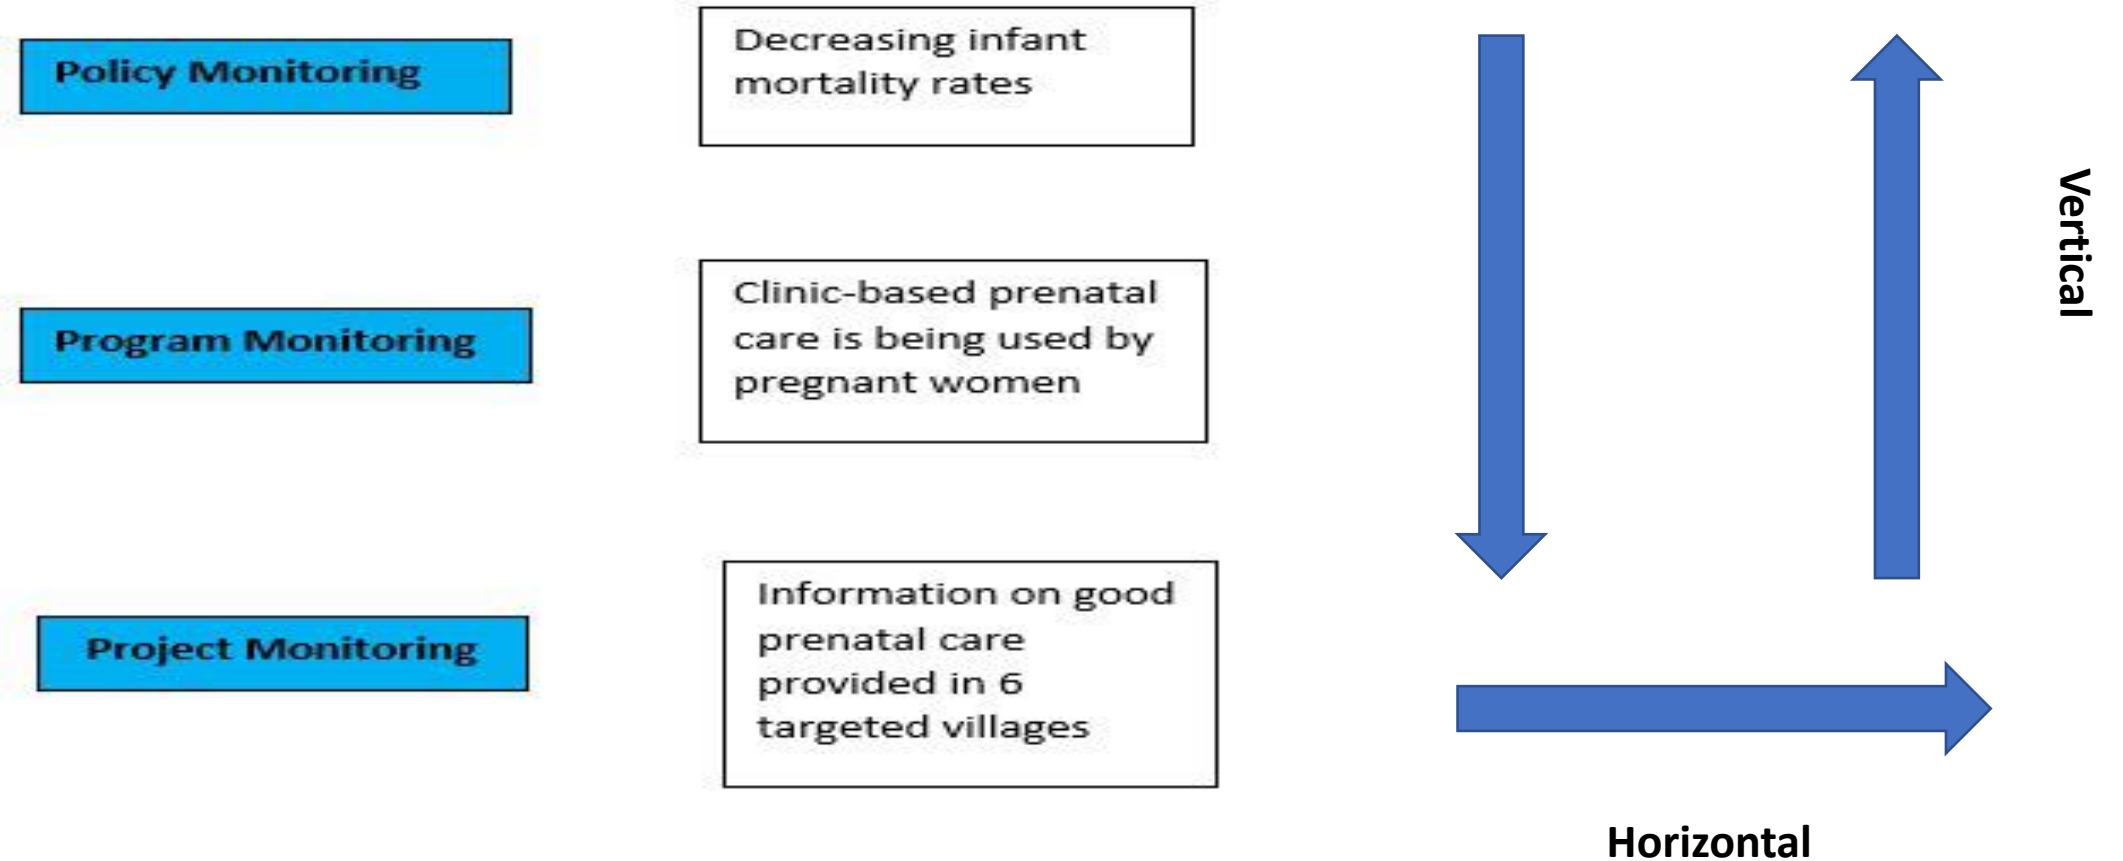 Policy Monitoring
Decreasing infant
mortality rates
Program Monitoring
Clinic-based prenatal
care is being used by
pregnant women
Project Monitoring
Information on good
prenatal care
provided in 6
targeted villages
Vertical
Horizontal